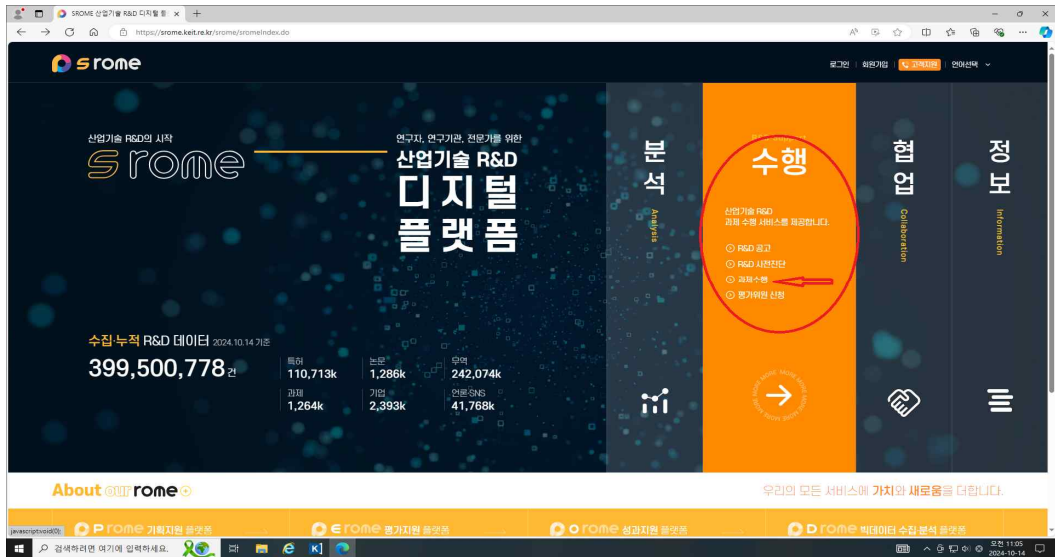 SROME 산업기술 R&D 디지털 플
https://srome.keit.re.kr/srome/sromeIndex.do
srome
로그인
회원가입
고객지원
언어선택
산업기술 R&D의 시작
srome
연구자, 연구기관, 전문가를 위한
산업기술 R&D
디지털
플랫폼
수집·누적 R&D 데이터 2024.10.14 기준
399,500,778건
특허
110,713k
논문
1,286k
무역
242,074k
과제
1,264k
기업
2,393k
언론·SNS
41,768k
분석
Analysis
수행
산업기술 R&D
과제 수행 서비스를 제공합니다.
R&D 공고
R&D 사전진단
과제수행
평가위원 신청
MORE MORE MORE MORE
협업
Collaboration
정보
Information
About our rome
우리의 모든 서비스에 가치와 새로움을 더합니다.
javascript:void(0);
P rome 기획지원 플랫폼
E rome 평가지원 플랫폼
O rome 성과지원 플랫폼
D rome 빅데이터 수집·분석 플랫폼
검색하려면 여기에 입력하세요.
오전 11:05
2024-10-14